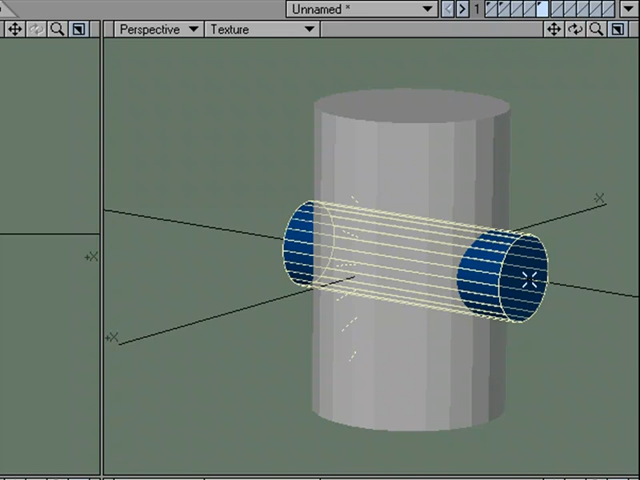 Unnamed * 1
Perspective Texture
X
+X
+X